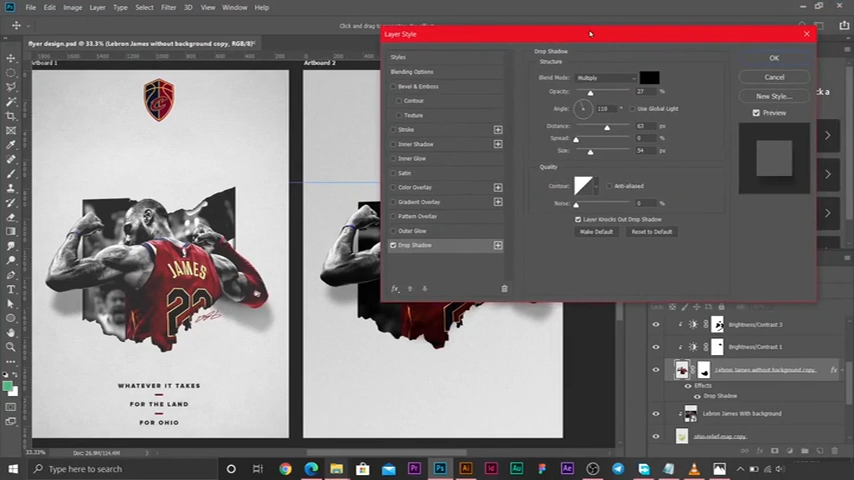 File Edit Image Layer Type Select Filter 3D View Window Help
Click and drag to
flyer design.psd @ 33.3% (Lebron James without background copy, RGB/8)*
Artboard 2
JAMES
WHATEVER IT TAKES
FOR THE LAND
FOR OHIO
Layer Style
Styles
Blending Options
Bevel & Emboss
Contour
Texture
Stroke
Inner Shadow
Inner Glow
Satin
Color Overlay
Gradient Overlay
Pattern Overlay
Outer Glow
Drop Shadow
Drop Shadow
Structure
Blend Mode: Multiply
Opacity: 27 %
Angle: 110 ° Use Global Light
Distance: 63 px
Spread: 0 %
Size: 54 px
Quality
Contour: Anti-aliased
Noise: 0 %
Layer Knocks Out Drop Shadow
Make Default Reset to Default
OK
Cancel
New Style...
Preview
Brightness/Contrast 3
Brightness/Contrast 1
Lebron James without background copy
fx
Effects
Drop Shadow
Lebron James With background
ohio-relief-map copy
33.33% Doc: 26.9M/124.4M
Type here to search